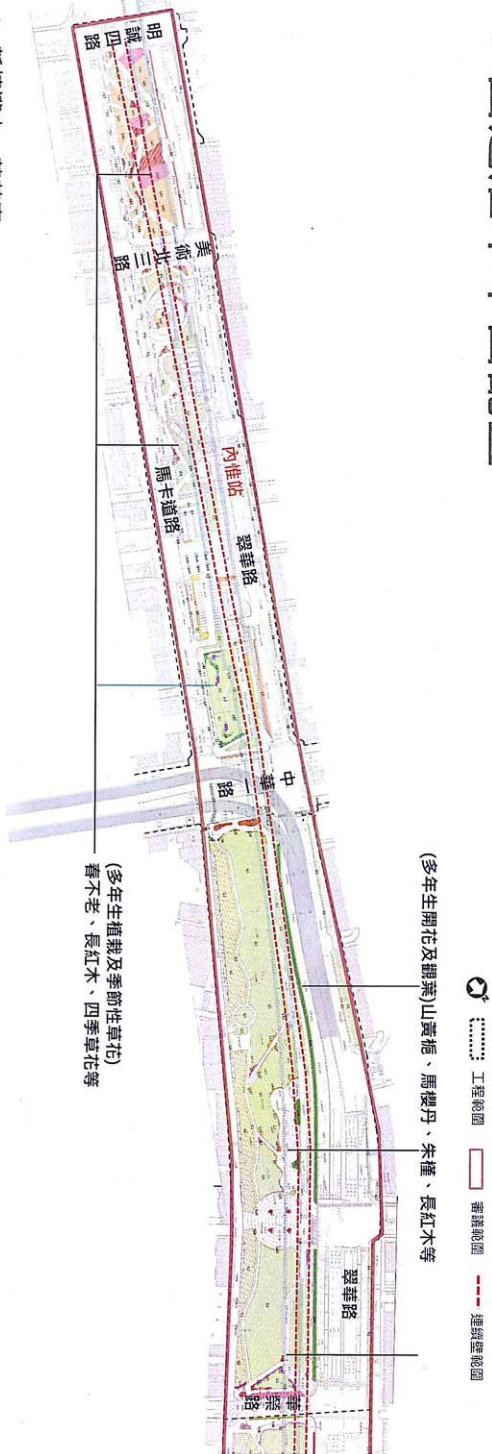 工程範圍
審議範圍
連續壁範圍
明誠四路
美術北三路
內惟站
翠華路
馬卡道路
中華一路
(多年生開花及觀葉)山黃梔、馬櫻丹、朱槿、長紅木等
翠華路
華榮路
(多年生植栽及季節性草花)
春不老、長紅木、四季草花等